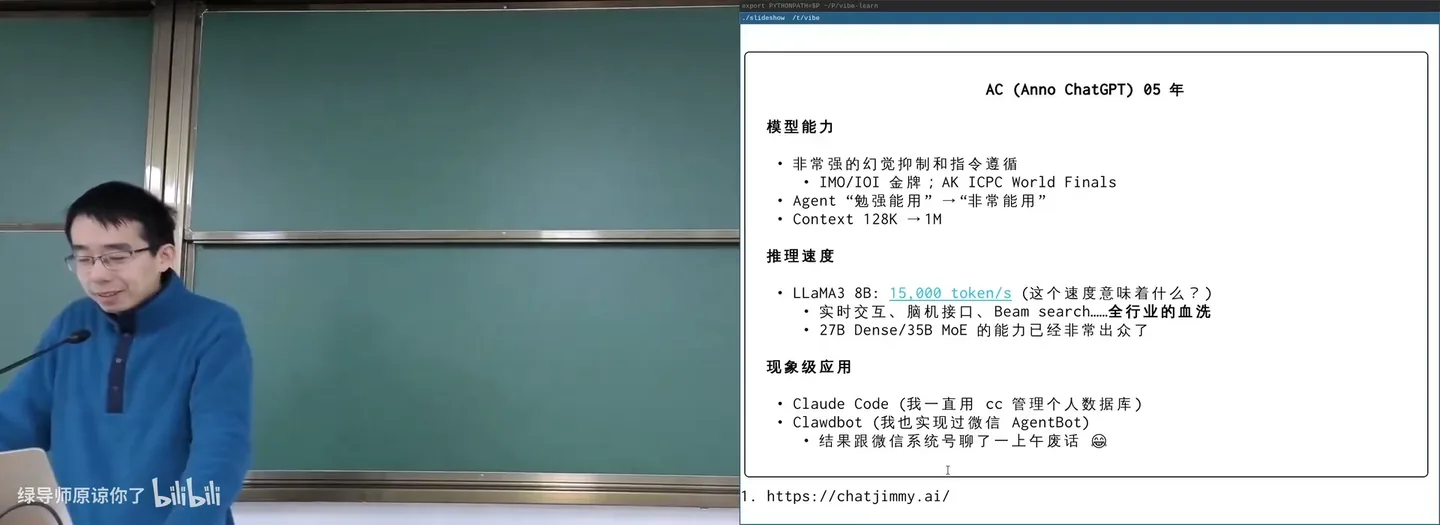 export PYTHONPATH=$P ~/P/vibe-learn
./slideshow /t/vibe
AC (Anno ChatGPT) 05 年
模型能力
• 非常强的幻觉抑制和指令遵循
• IMO/IOI 金牌；AK ICPC World Finals
• Agent “勉强能用” →“非常能用”
• Context 128K →1M
推理速度
• LLaMA3 8B: 15,000 token/s (这个速度意味着什么？)
• 实时交互、脑机接口、Beam search……全行业的血洗
• 27B Dense/35B MoE 的能力已经非常出众了
现象级应用
• Claude Code (我一直用 cc 管理个人数据库)
• Clawdbot (我也实现过微信 AgentBot)
• 结果跟微信系统号聊了一上午废话 😂
1. https://chatjimmy.ai/
绿导师原谅你了 bilibili